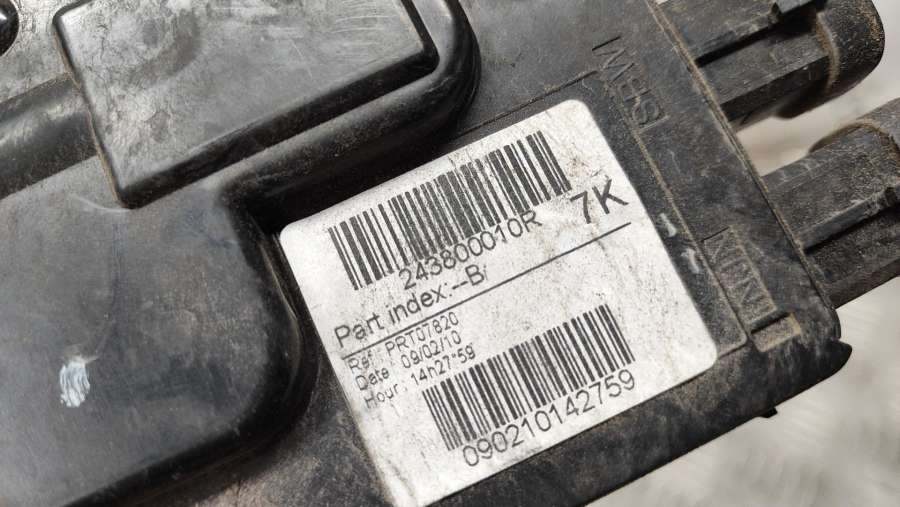 243800010R 7K
Part index:--B
Ref : PRT07820
Date : 09/02/10
Hour : 14h27"59
090210142759